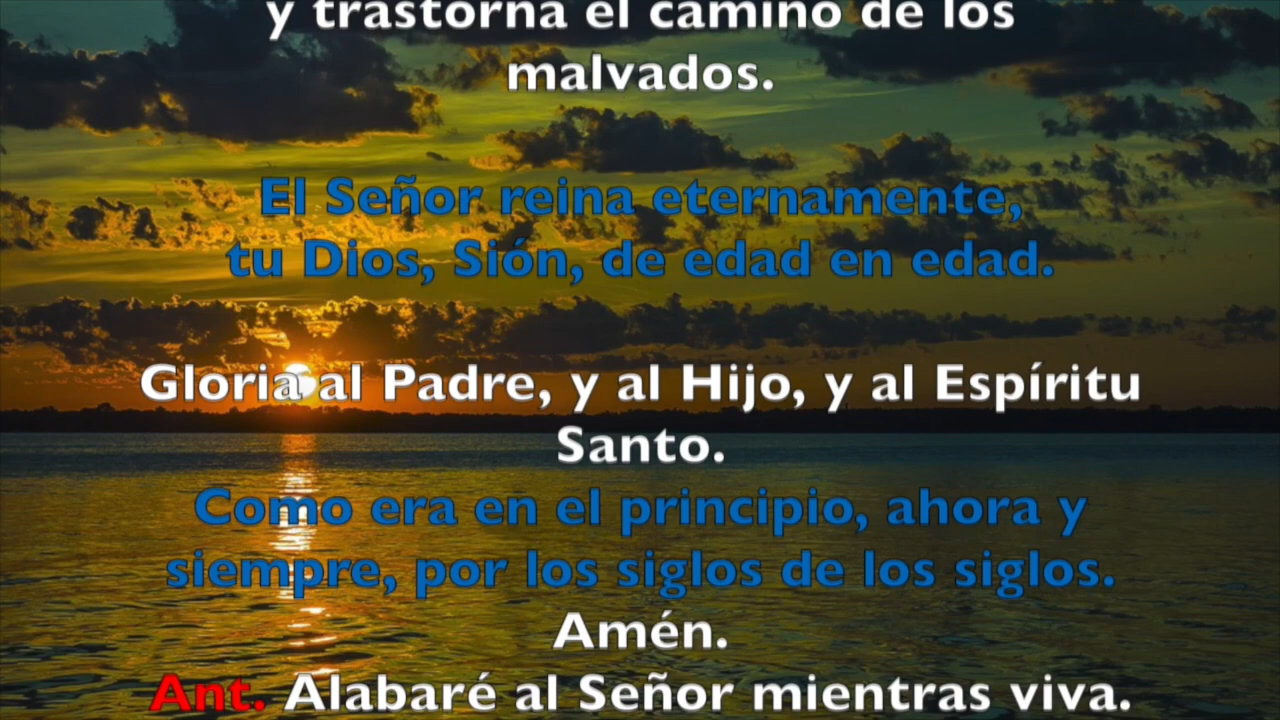 y trastorna el camino de los
malvados.
El Señor reina eternamente,
tu Dios, Sión, de edad en edad.
Gloria al Padre, y al Hijo, y al Espíritu
Santo.
Como era en el principio, ahora y
siempre, por los siglos de los siglos.
Amén.
Ant. Alabaré al Señor mientras viva.